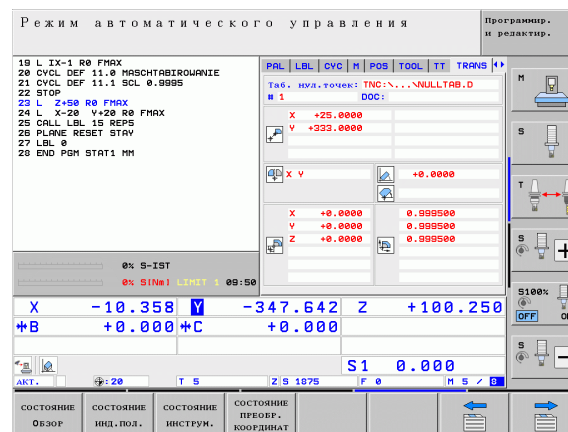 Режим автоматического управления
Программир.
и редактир.
19 L IX-1 R0 FMAX
20 CYCL DEF 11.0 MASCHTABIROWANIE
21 CYCL DEF 11.1 SCL 0.9995
22 STOP
23 L Z+50 R0 FMAX
24 L X-20 Y+20 R0 FMAX
25 CALL LBL 15 REP5
26 PLANE RESET STAY
27 LBL 0
28 END PGM STAT1 MM
PAL LBL CYC M POS TOOL TT TRANS
Таб. нул.точек: TNC:\...\NULLTAB.D
# 1 DOC:
X +25.0000
Y +333.0000
X Y +0.0000
X +0.0000 0.999500
Y +0.0000 0.999500
Z +0.0000 0.999500
0% S-IST
0% S[Nm] LIMIT 1 09:50
X -10.358 Y -347.642 Z +100.250
B +0.000 C +0.000
S1 0.000
АКТ. : 20 T 5 Z S 1875 F 0 M 5 / 8
M
S
T
S
S100%
OFF
S
СОСТОЯНИЕ
ОБЗОР
СОСТОЯНИЕ
ИНД.ПОЛ.
СОСТОЯНИЕ
ИНСТРУМ.
СОСТОЯНИЕ
ПРЕОБР.
КООРДИНАТ